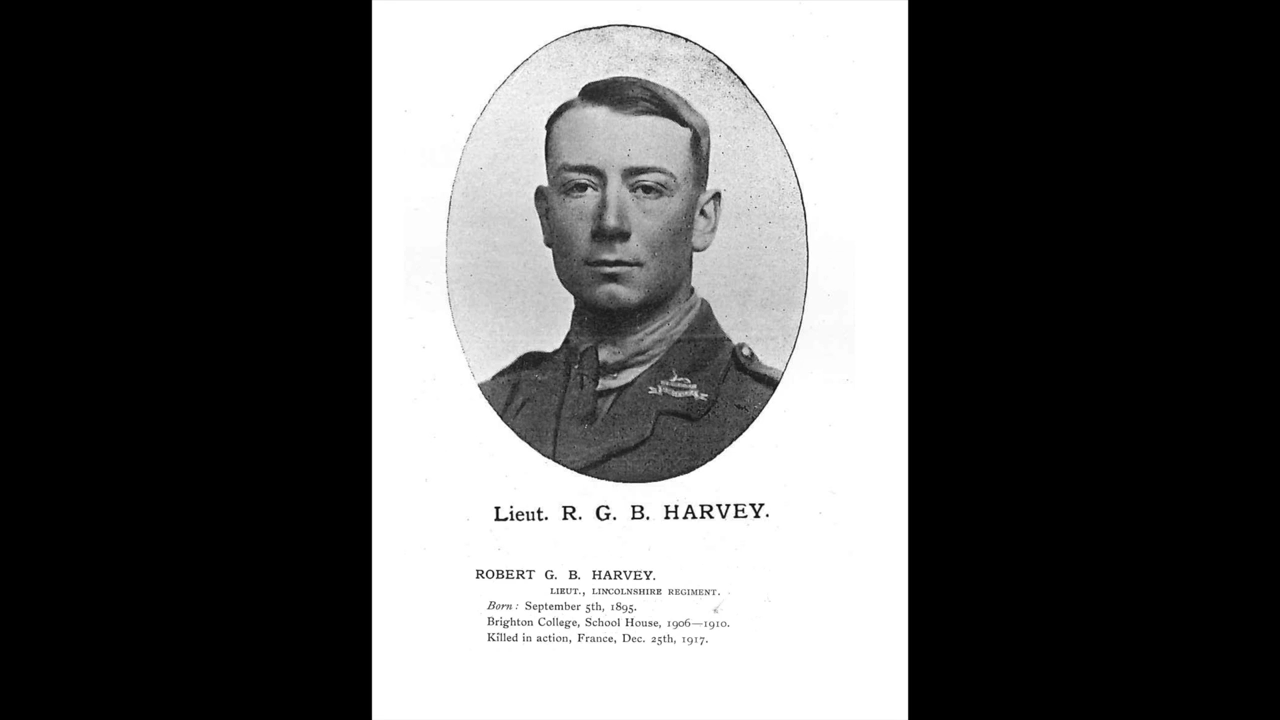 Lieut. R. G. B. HARVEY.
ROBERT G. B. HARVEY.
LIEUT., LINCOLNSHIRE REGIMENT.
Born: September 5th, 1895.
Brighton College, School House, 1906—1910.
Killed in action, France, Dec. 25th, 1917.